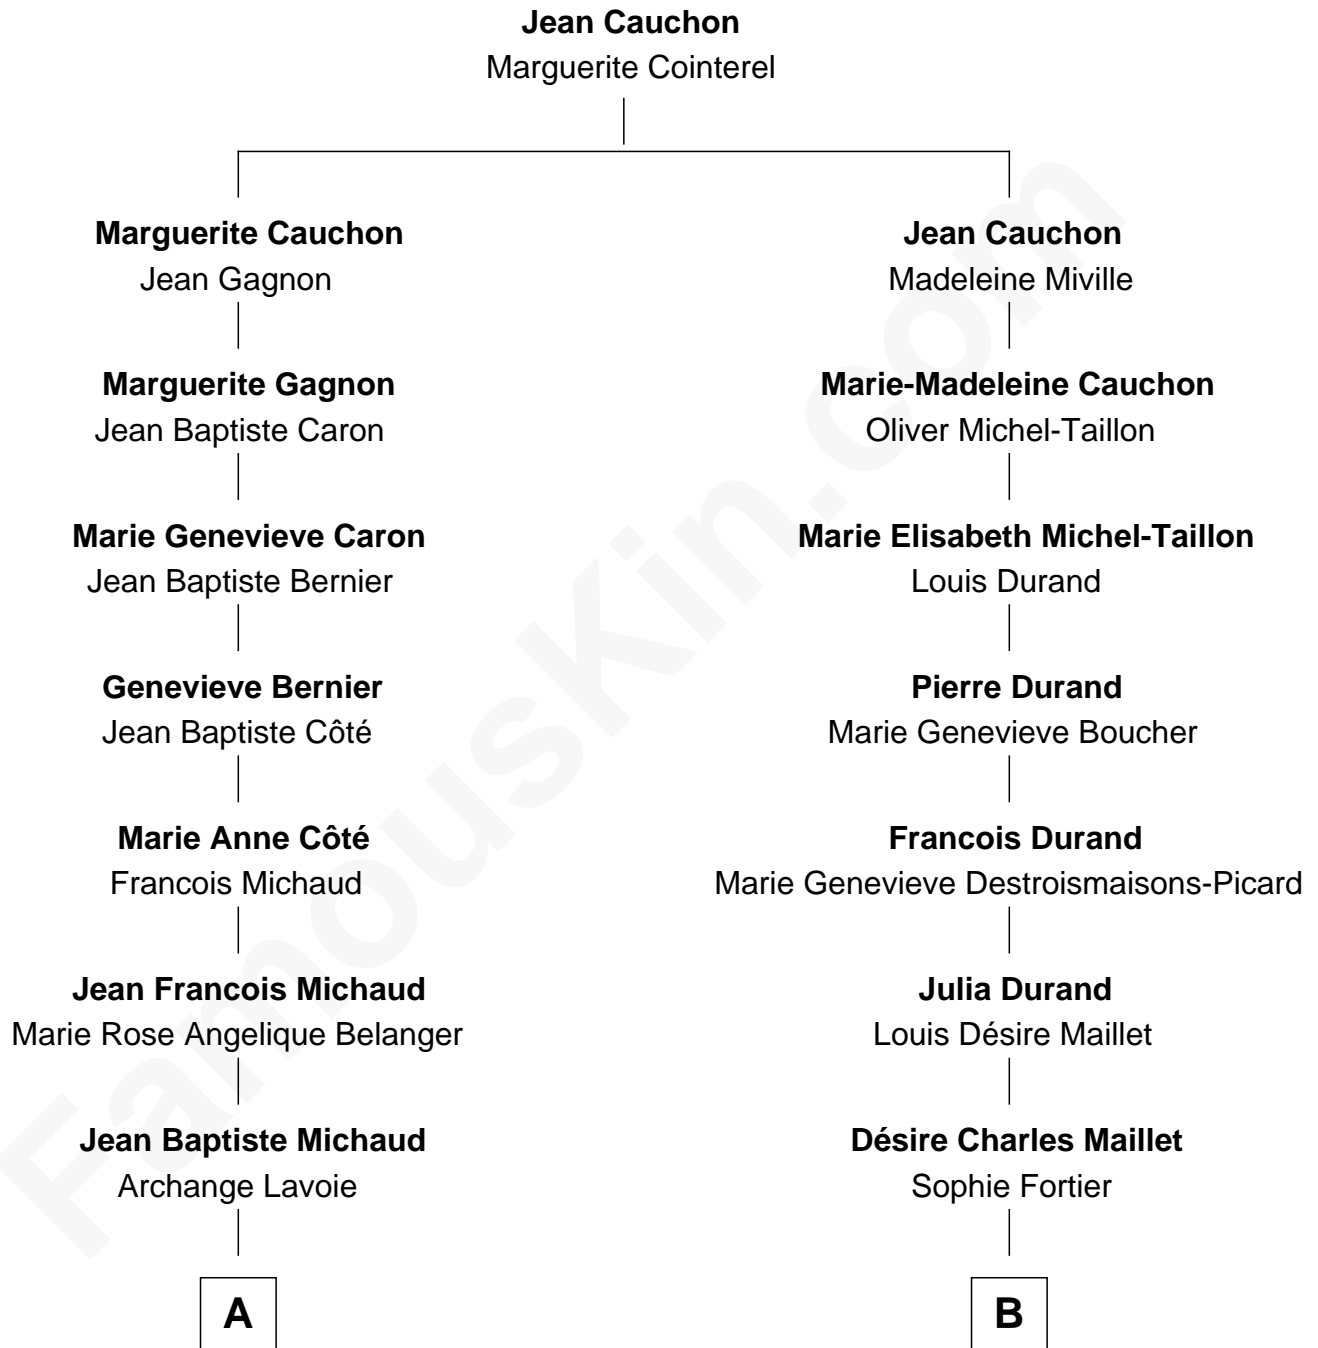 Jean Cauchon
Marguerite Cointerel
Marguerite Cauchon
Jean Gagnon
Marguerite Gagnon
Jean Baptiste Caron
Marie Genevieve Caron
Jean Baptiste Bernier
Genevieve Bernier
Jean Baptiste Côté
Marie Anne Côté
Francois Michaud
Jean Francois Michaud
Marie Rose Angelique Belanger
Jean Baptiste Michaud
Archange Lavoie
A
Jean Cauchon
Madeleine Miville
Marie-Madeleine Cauchon
Oliver Michel-Taillon
Marie Elisabeth Michel-Taillon
Louis Durand
Pierre Durand
Marie Genevieve Boucher
Francois Durand
Marie Genevieve Destroismaisons-Picard
Julia Durand
Louis Désire Maillet
Désire Charles Maillet
Sophie Fortier
B
FamousKin.com